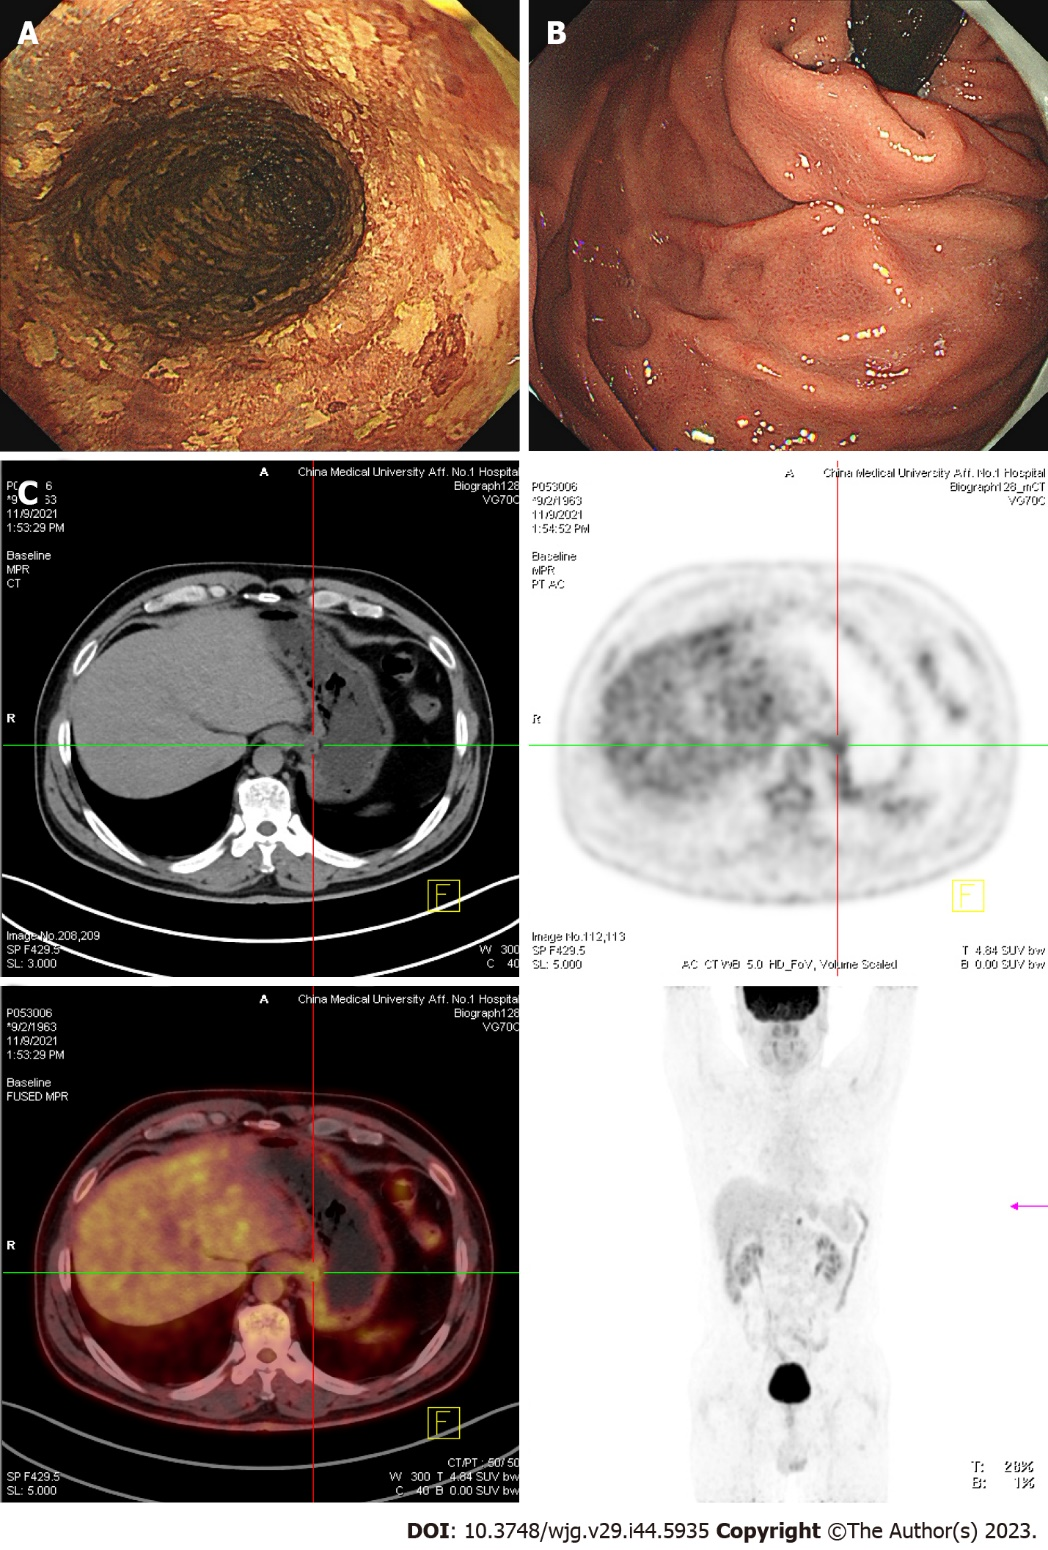 A
B
C
A China Medical University Aff. No.1 Hospital
Biograph128
VG70C
6
63
11/9/2021
1:53:29 PM
Baseline
MPR
CT
R
F
Image No.208,209
SP F429.5
SL: 3.000
W 300
C 40
A China Medical University Aff. No.1 Hospital
P053006
Biograph128_mCT
*9/2/1963
VG70C
11/9/2021
1:54:52 PM
Baseline
MPR
PT AC
R
F
Image No.112,113
SP F429.5
T 4.84 SUV bw
SL: 5.000
AC CT WB 5.0 HD_FoV, Volume Scaled
B 0.00 SUV bw
A China Medical University Aff. No.1 Hospital
P053006
Biograph128
*9/2/1963
VG70C
11/9/2021
1:53:29 PM
Baseline
FUSED MPR
R
F
CT/PT : 50/ 50
SP F429.5
W 300 T 4.84 SUV bw
SL: 5.000
C 40 B 0.00 SUV bw
T: 28%
B: 1%
DOI: 10.3748/wjg.v29.i44.5935 Copyright ©The Author(s) 2023.